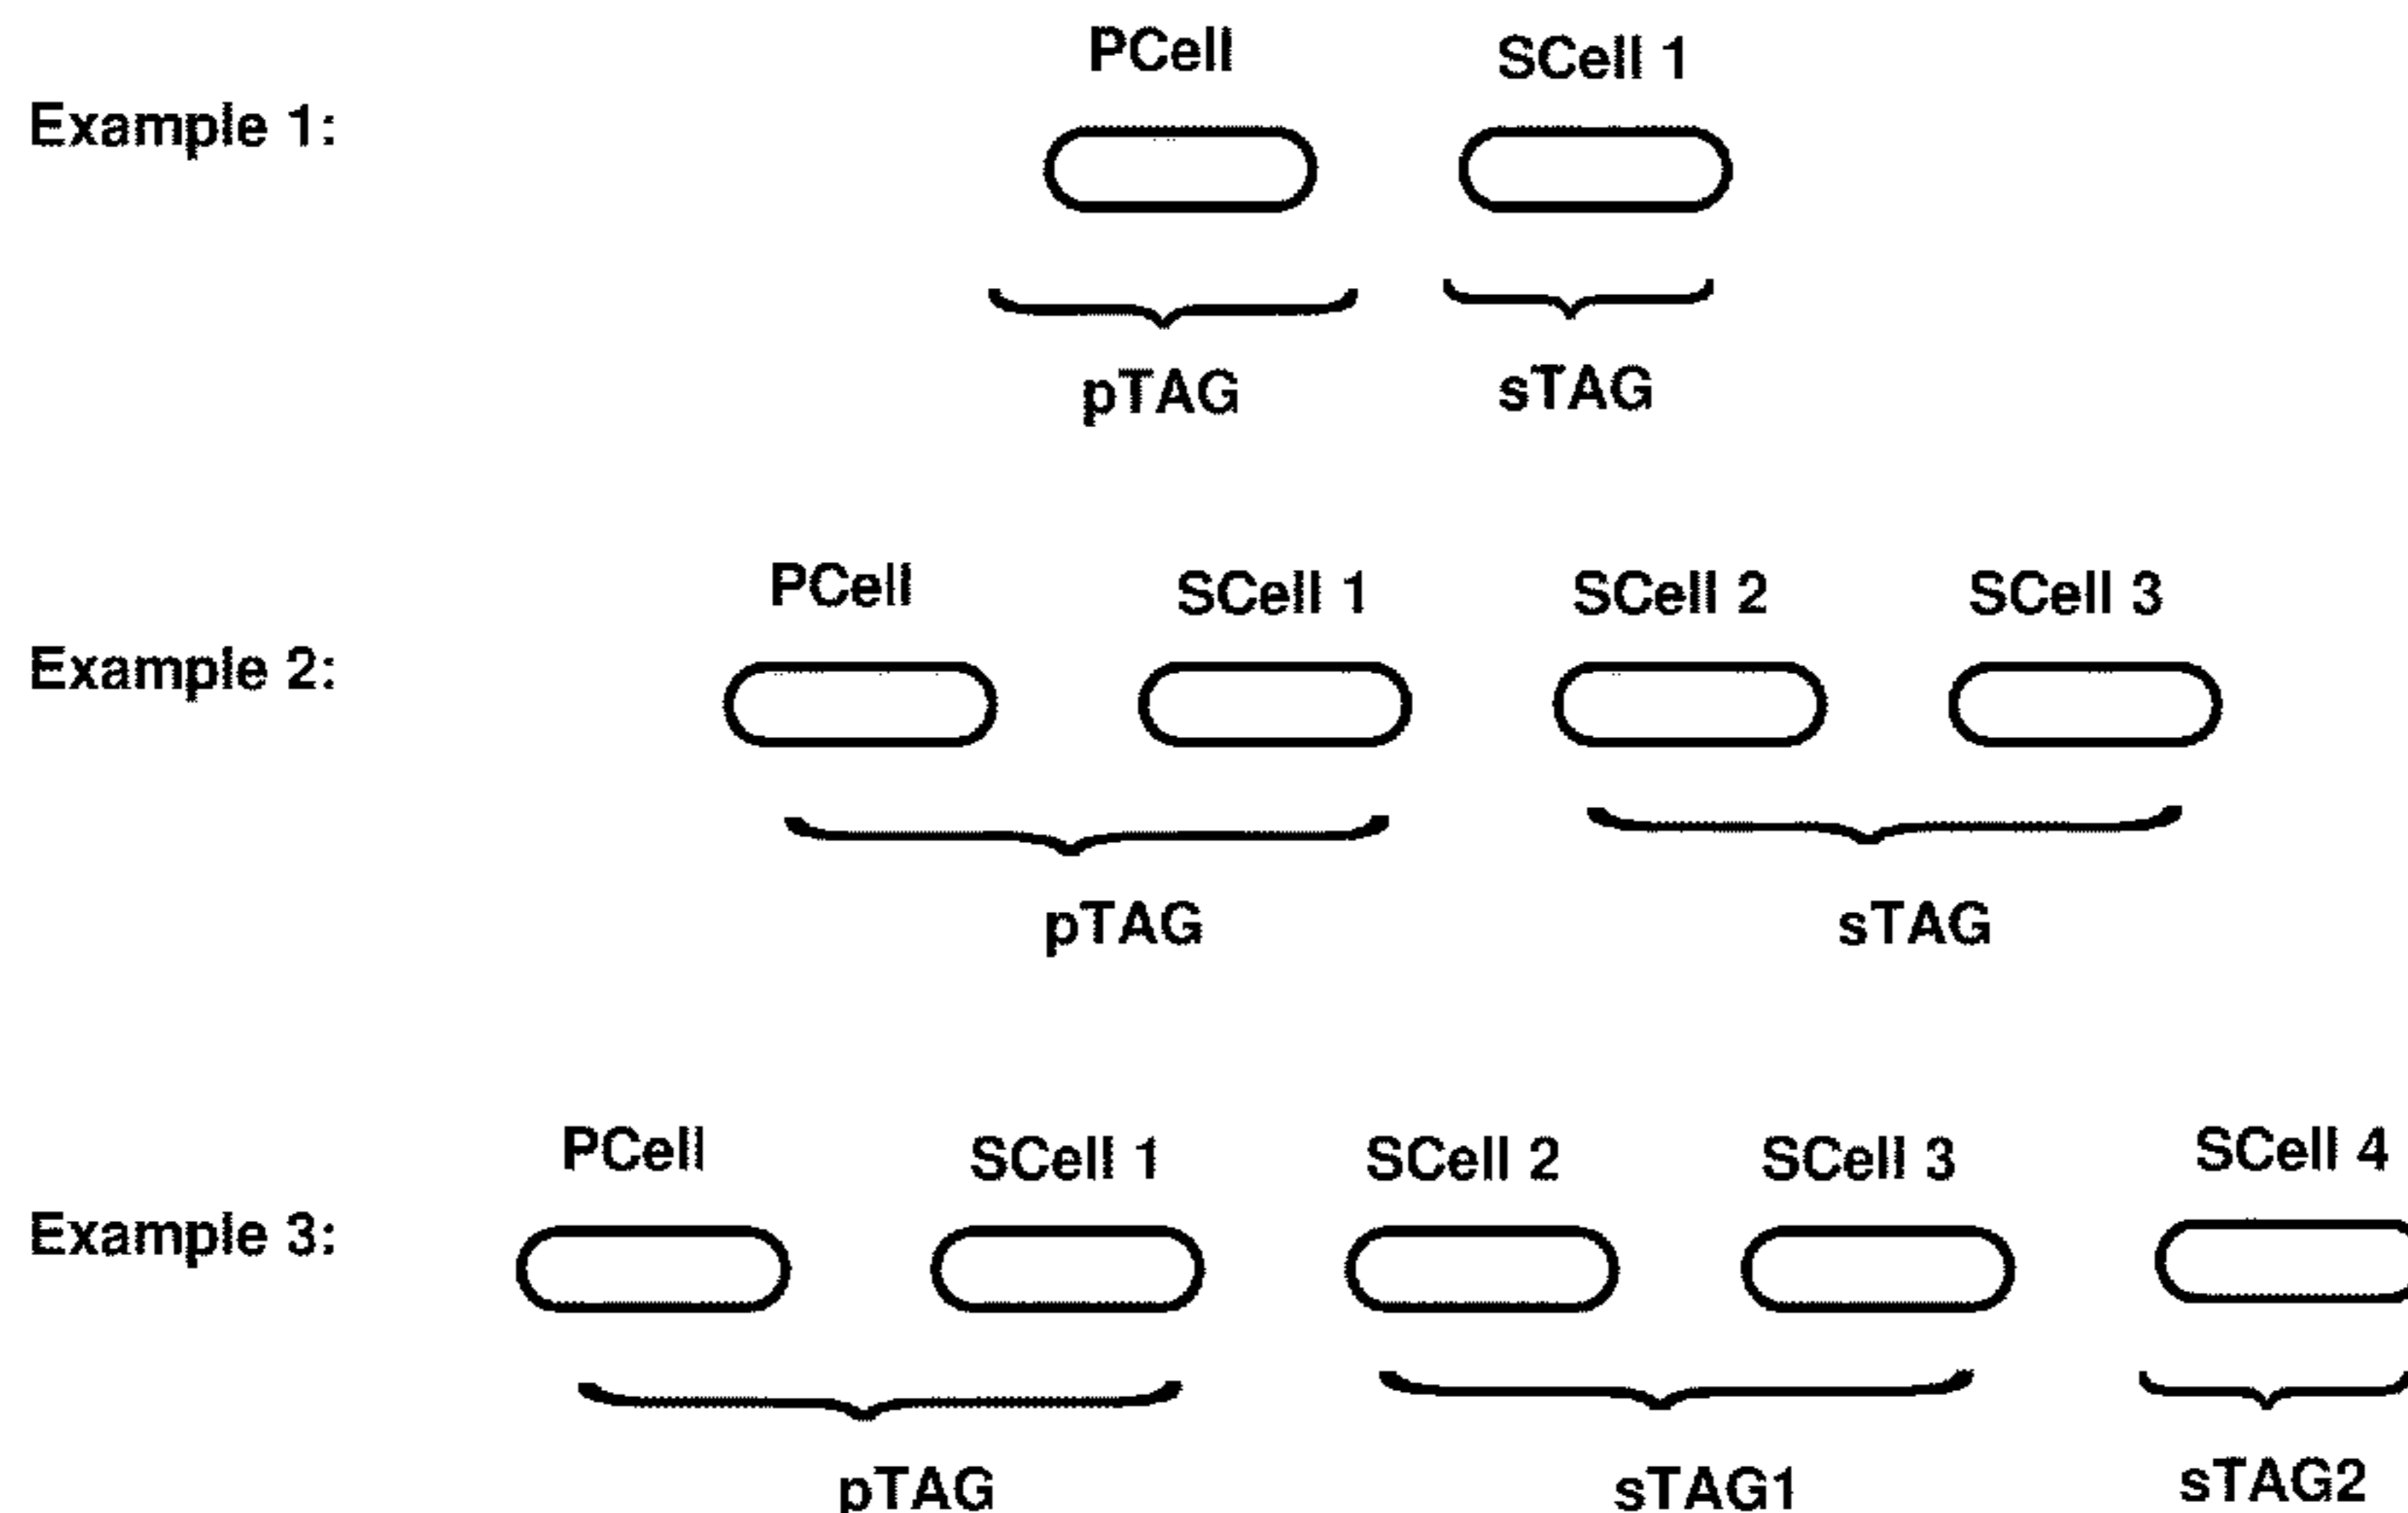 PCell SCell 1
Example 1:
pTAG sTAG
PCell SCell 1 SCell 2 SCell 3
Example 2:
pTAG sTAG
PCell SCell 1 SCell 2 SCell 3 SCell 4
Example 3:
pTAG sTAG1 sTAG2